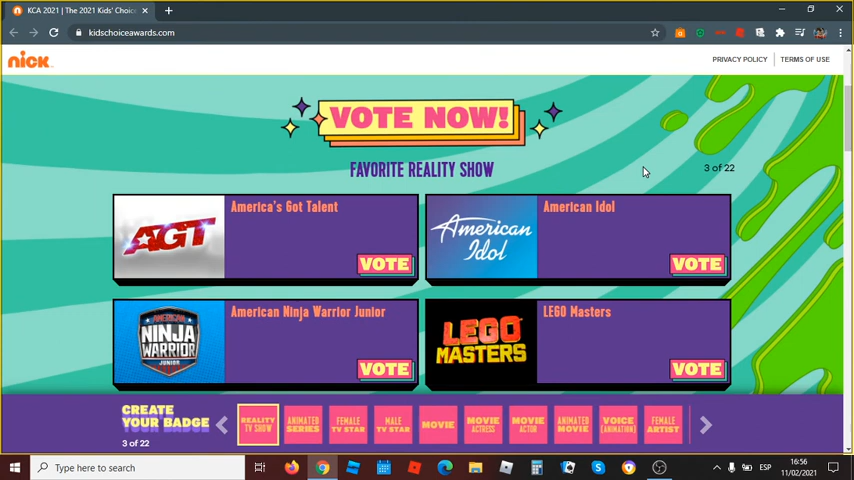 KCA 2021 | The 2021 Kids' Choic
kidschoiceawards.com
nick
PRIVACY POLICY
TERMS OF USE
VOTE NOW!
FAVORITE REALITY SHOW
3 of 22
AGT
America's Got Talent
VOTE
American Idol
American Idol
VOTE
AMERICAN NINJA WARRIOR JUNIOR
American Ninja Warrior Junior
VOTE
LEGO MASTERS
LEGO Masters
VOTE
CREATE
YOUR BADGE
3 of 22
REALITY
TV SHOW
ANIMATED
SERIES
FEMALE
TV STAR
MALE
TV STAR
MOVIE
MOVIE
ACTRESS
MOVIE
ACTOR
ANIMATED
MOVIE
VOICE
(ANIMATION)
FEMALE
ARTIST
Type here to search
ESP
16:56
11/02/2021